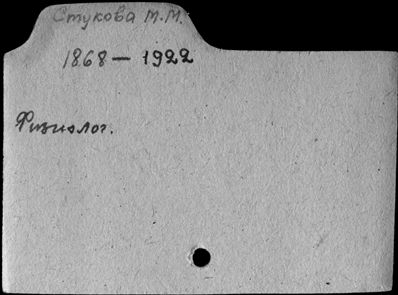 Стукова М.М.
1868 – 1922
Физиолог.